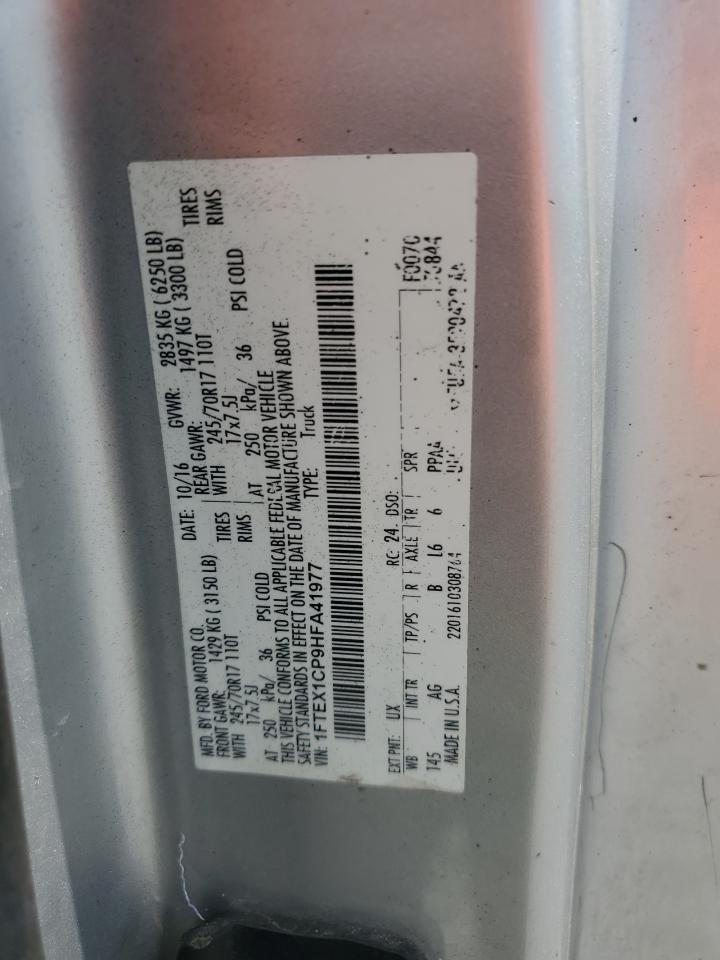 MFD. BY FORD MOTOR CO.
DATE: 10/16 GVWR: 2835 KG ( 6250 LB)
FRONT GAWR: 1429 KG ( 3150 LB) REAR GAWR: 1497 KG ( 3300 LB)
WITH 245/70R17 110T TIRES WITH 245/70R17 110T TIRES
17x7.5J RIMS 17x7.5J RIMS
AT 250 kPa/ 36 PSI COLD AT 250 kPa/ 36 PSI COLD
THIS VEHICLE CONFORMS TO ALL APPLICABLE FEDERAL MOTOR VEHICLE
SAFETY STANDARDS IN EFFECT ON THE DATE OF MANUFACTURE SHOWN ABOVE.
VIN: 1FTEX1CP9HFA41977 TYPE: Truck
EXT PNT: UX RC: 24 DSO:
WB INT TR TP/PS R AXLE TR SPR F0070
145 AG B L6 6 PPAA
MADE IN U.S.A.